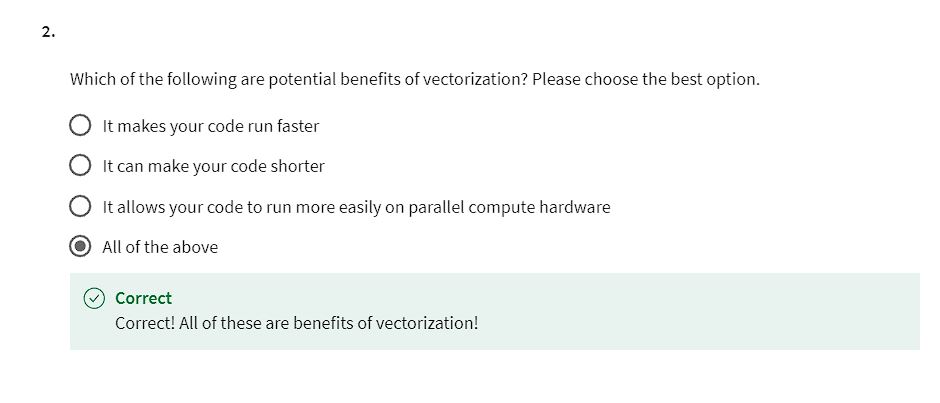 2.
Which of the following are potential benefits of vectorization? Please choose the best option.
It makes your code run faster
It can make your code shorter
It allows your code to run more easily on parallel compute hardware
All of the above
Correct
Correct! All of these are benefits of vectorization!